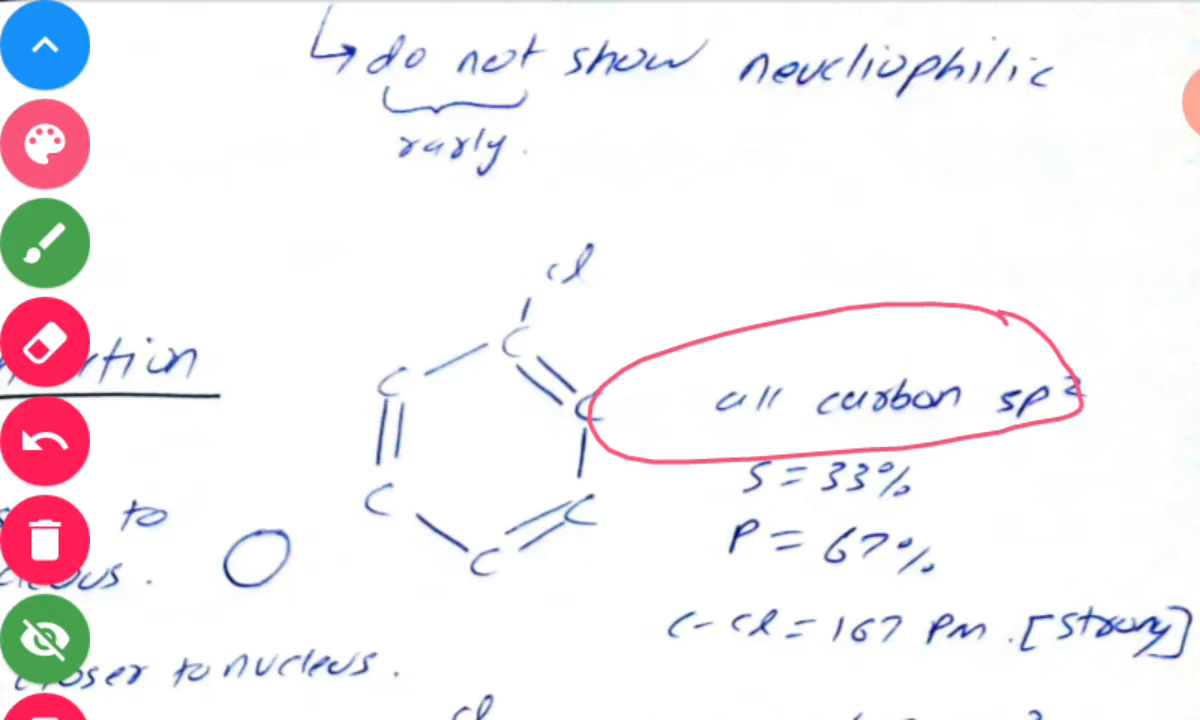 ↳ do not show neucliophilic
rarly.
Cl
C
C
C
all carbon sp²
S = 33%
C
C
P = 67%
C
to
C-Cl = 167 Pm. [strong]
closer to nucleus.
Cl